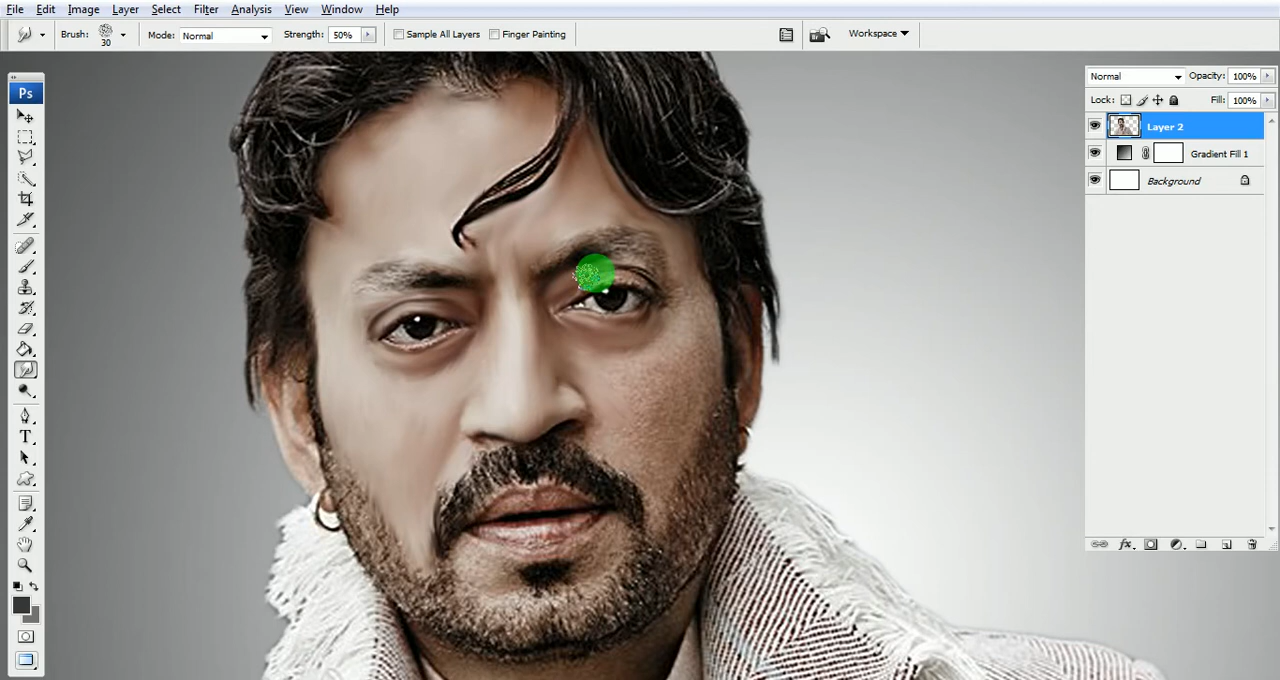 File Edit Image Layer Select Filter Analysis View Window Help
Brush: 30 Mode: Normal Strength: 50% Sample All Layers Finger Painting Workspace
Ps
Normal Opacity: 100%
Lock: Fill: 100%
Layer 2
Gradient Fill 1
Background
T
fx